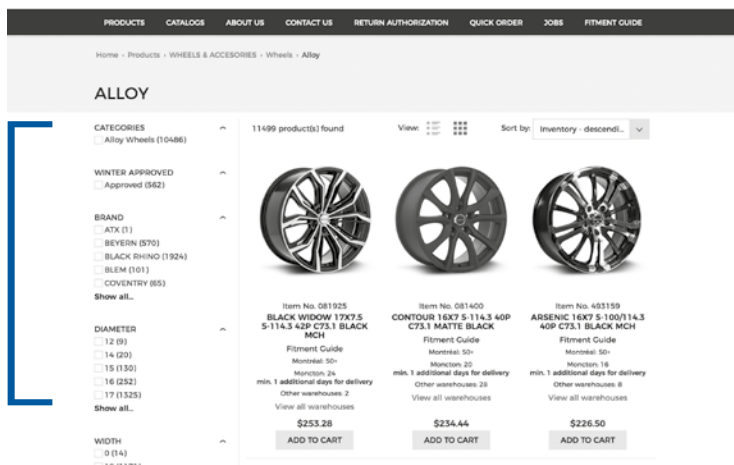 PRODUCTS CATALOGS ABOUT US CONTACT US RETURN AUTHORIZATION QUICK ORDER JOBS FITMENT GUIDE
Home - Products - WHEELS & ACCESORIES - Wheels - Alloy
ALLOY
CATEGORIES
Alloy Wheels (10486)
WINTER APPROVED
Approved (562)
BRAND
ATX (1)
BEYERN (570)
BLACK RHINO (1924)
BLEM (101)
COVENTRY (65)
Show all...
DIAMETER
12 (9)
14 (20)
15 (130)
16 (252)
17 (1325)
Show all...
WIDTH
0 (14)
11499 product(s) found View: Sort by: Inventory - descendi...
Item No. 081925
BLACK WIDOW 17X7.5
5-114.3 42P C73.1 BLACK
MCH
Fitment Guide
Montréal: 50+
Moncton: 24
min. 1 additional days for delivery
Other warehouses: 2
View all warehouses
$253.28
ADD TO CART
Item No. 081400
CONTOUR 16X7 5-114.3 40P
C73.1 MATTE BLACK
Fitment Guide
Montréal: 50+
Moncton: 20
min. 1 additional days for delivery
Other warehouses: 28
View all warehouses
$234.44
ADD TO CART
Item No. 493159
ARSENIC 16X7 5-100/114.3
40P C73.1 BLACK MCH
Fitment Guide
Montréal: 50+
Moncton: 16
min. 1 additional days for delivery
Other warehouses: 8
View all warehouses
$226.50
ADD TO CART